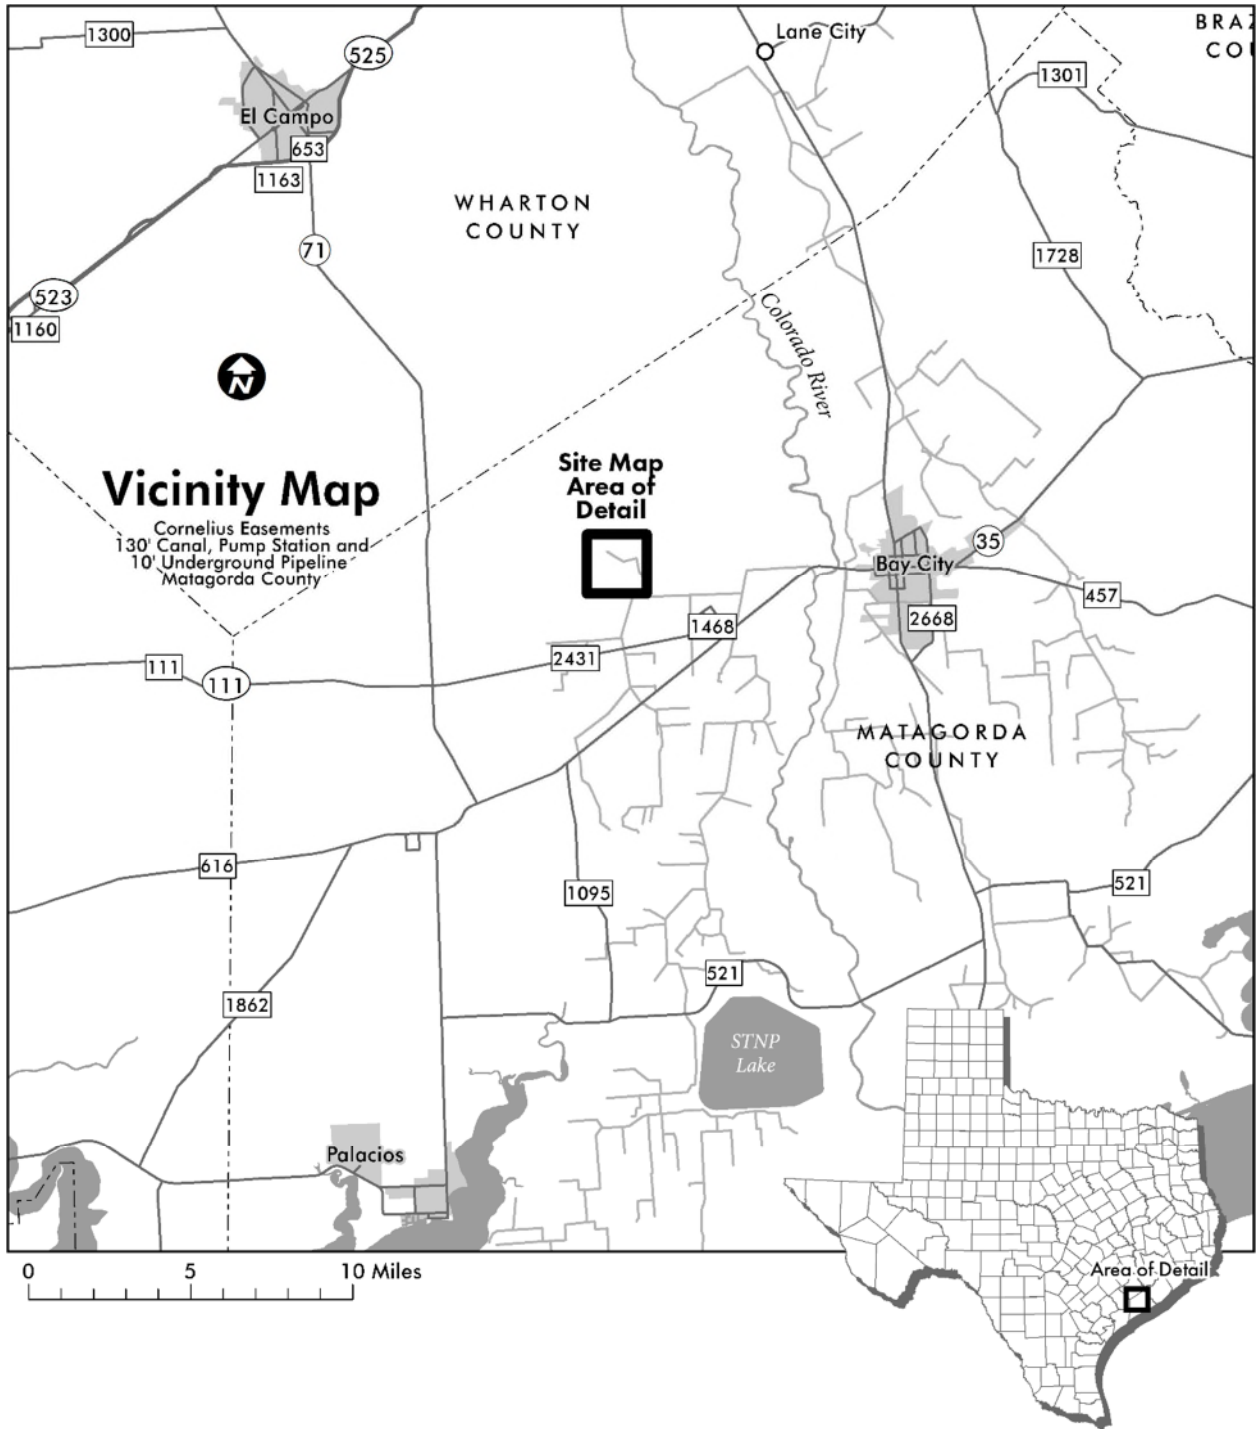 BRAZ
COU
Lane City
1300
525
1301
El Campo
653
1163
WHARTON
COUNTY
71
1728
523
1160
Colorado River
N
Vicinity Map
Cornelius Easements
130' Canal, Pump Station and
10' Underground Pipeline
Matagorda County
Site Map
Area of
Detail
35
Bay City
457
2668
1468
2431
111
111
MATAGORDA
COUNTY
616
1095
521
521
1862
STNP
Lake
Palacios
0 5 10 Miles
Area of Detail